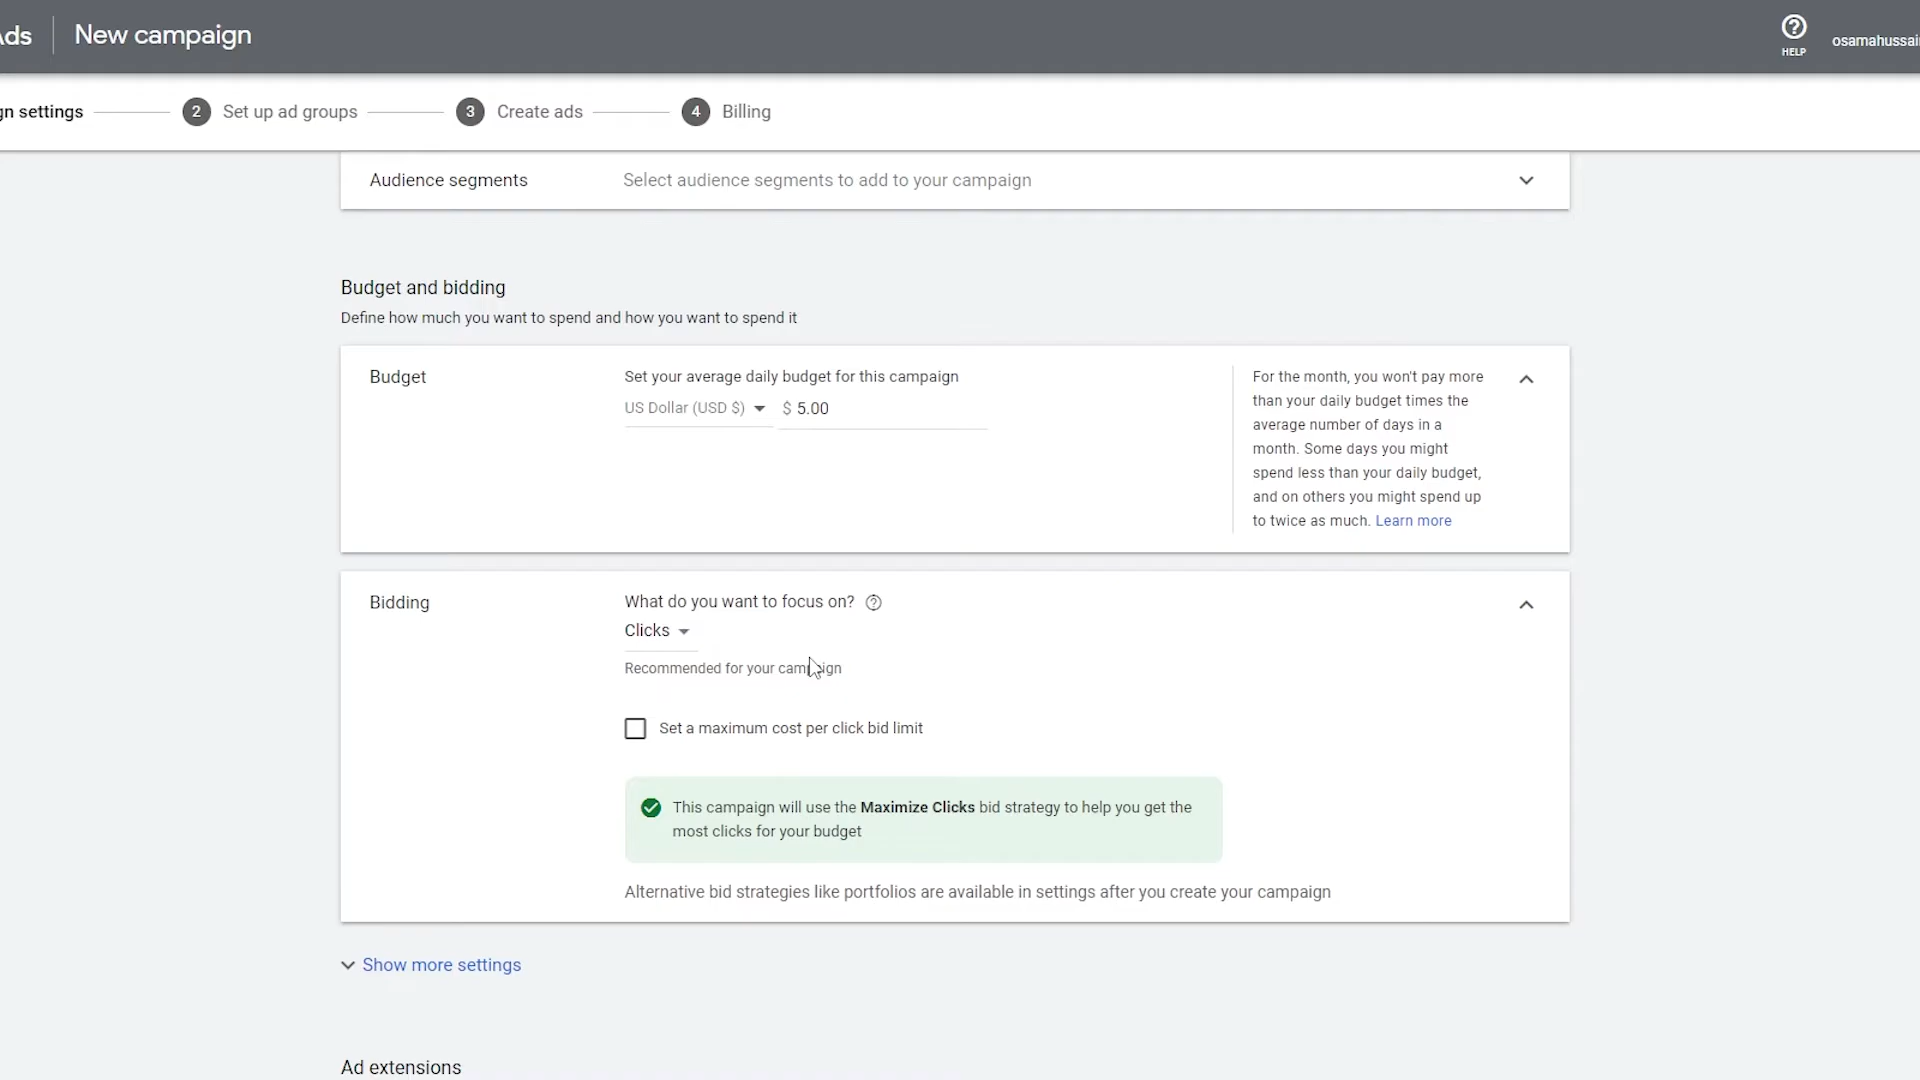 Ads New campaign
HELP
osamahussai
gn settings 2 Set up ad groups 3 Create ads 4 Billing
Audience segments Select audience segments to add to your campaign
Budget and bidding
Define how much you want to spend and how you want to spend it
Budget
Set your average daily budget for this campaign
US Dollar (USD $) $ 5.00
For the month, you won't pay more
than your daily budget times the
average number of days in a
month. Some days you might
spend less than your daily budget,
and on others you might spend up
to twice as much. Learn more
Bidding
What do you want to focus on?
Clicks
Recommended for your campaign
Set a maximum cost per click bid limit
This campaign will use the Maximize Clicks bid strategy to help you get the
most clicks for your budget
Alternative bid strategies like portfolios are available in settings after you create your campaign
Show more settings
Ad extensions